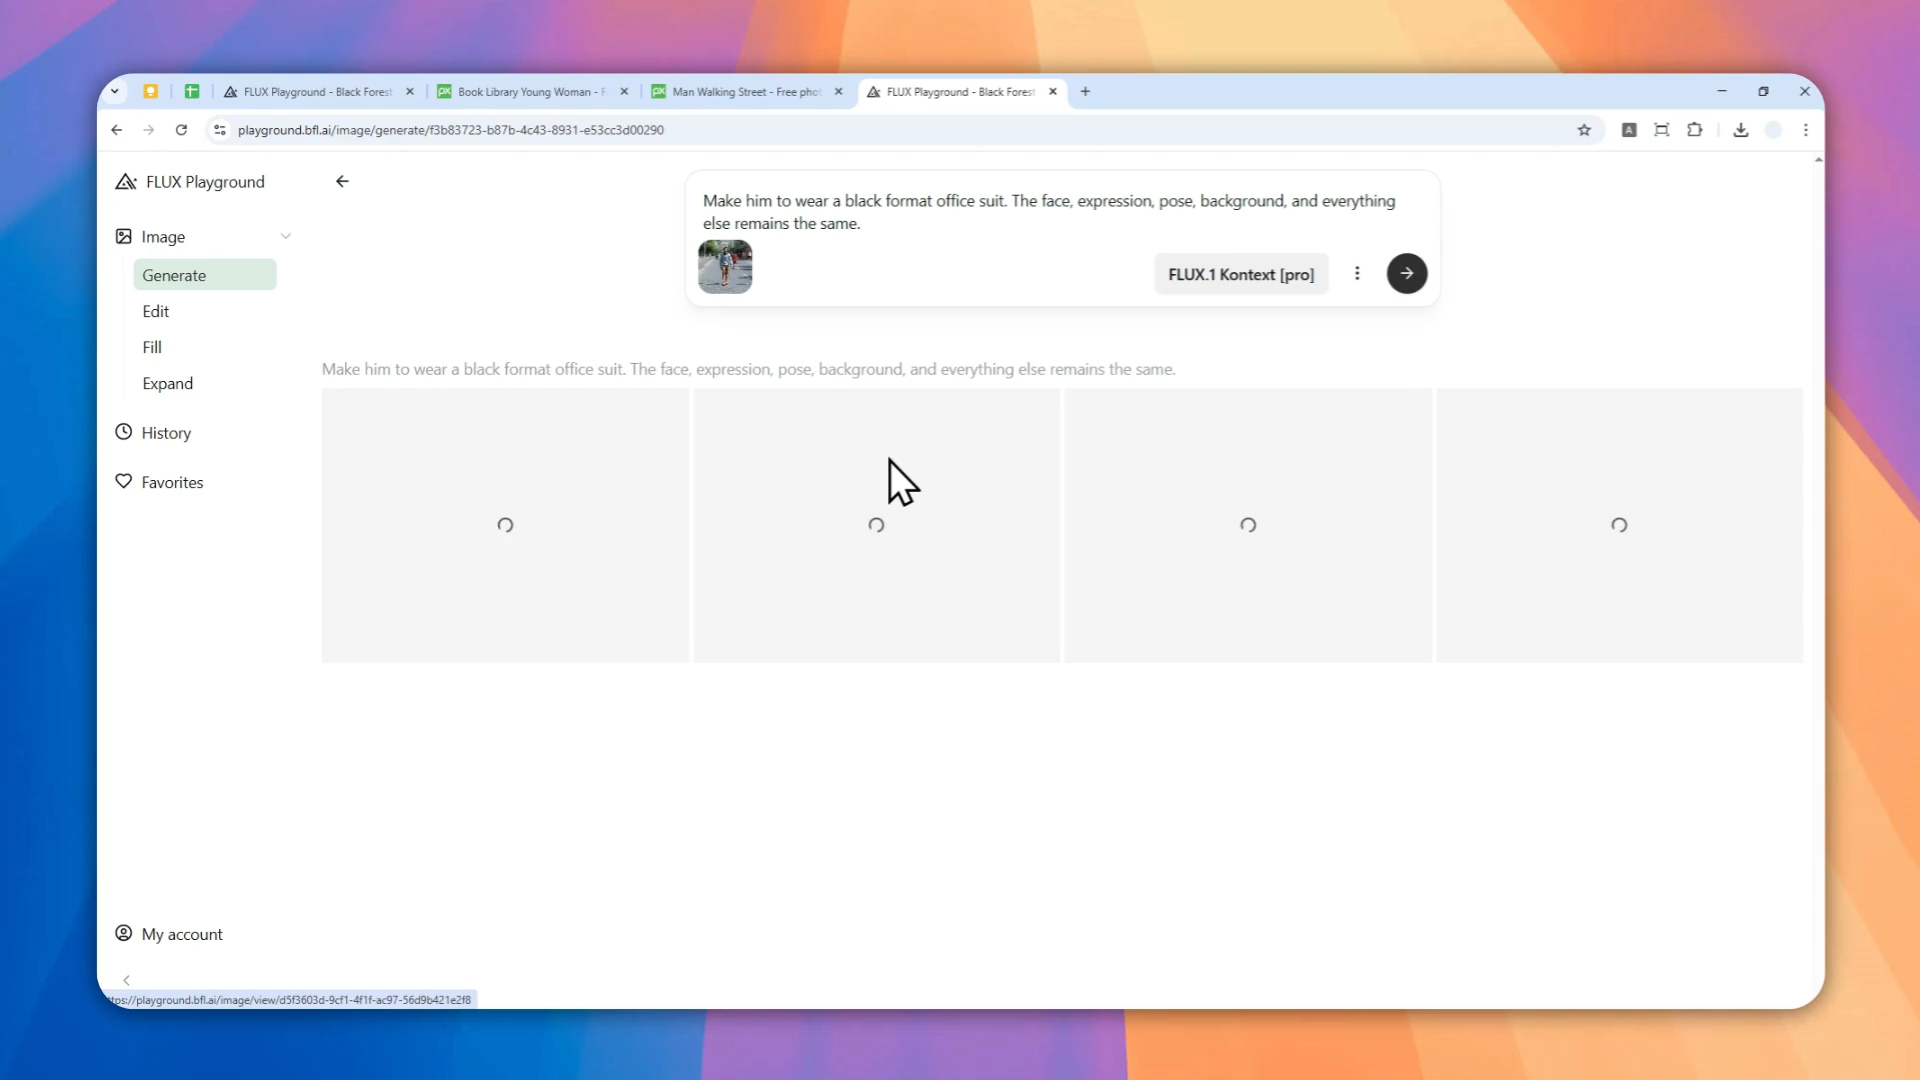 FLUX Playground - Black Forest
Book Library Young Woman - F
Man Walking Street - Free phot
FLUX Playground - Black Forest
playground.bfl.ai/image/generate/f3b83723-b87b-4c43-8931-e53cc3d00290
A
FLUX Playground
Image
Generate
Edit
Fill
Expand
History
Favorites
Make him to wear a black format office suit. The face, expression, pose, background, and everything
else remains the same.
FLUX.1 Kontext [pro]
Make him to wear a black format office suit. The face, expression, pose, background, and everything else remains the same.
My account
ttps://playground.bfl.ai/image/view/d5f3603d-9cf1-4f1f-ac97-56d9b421e2f8